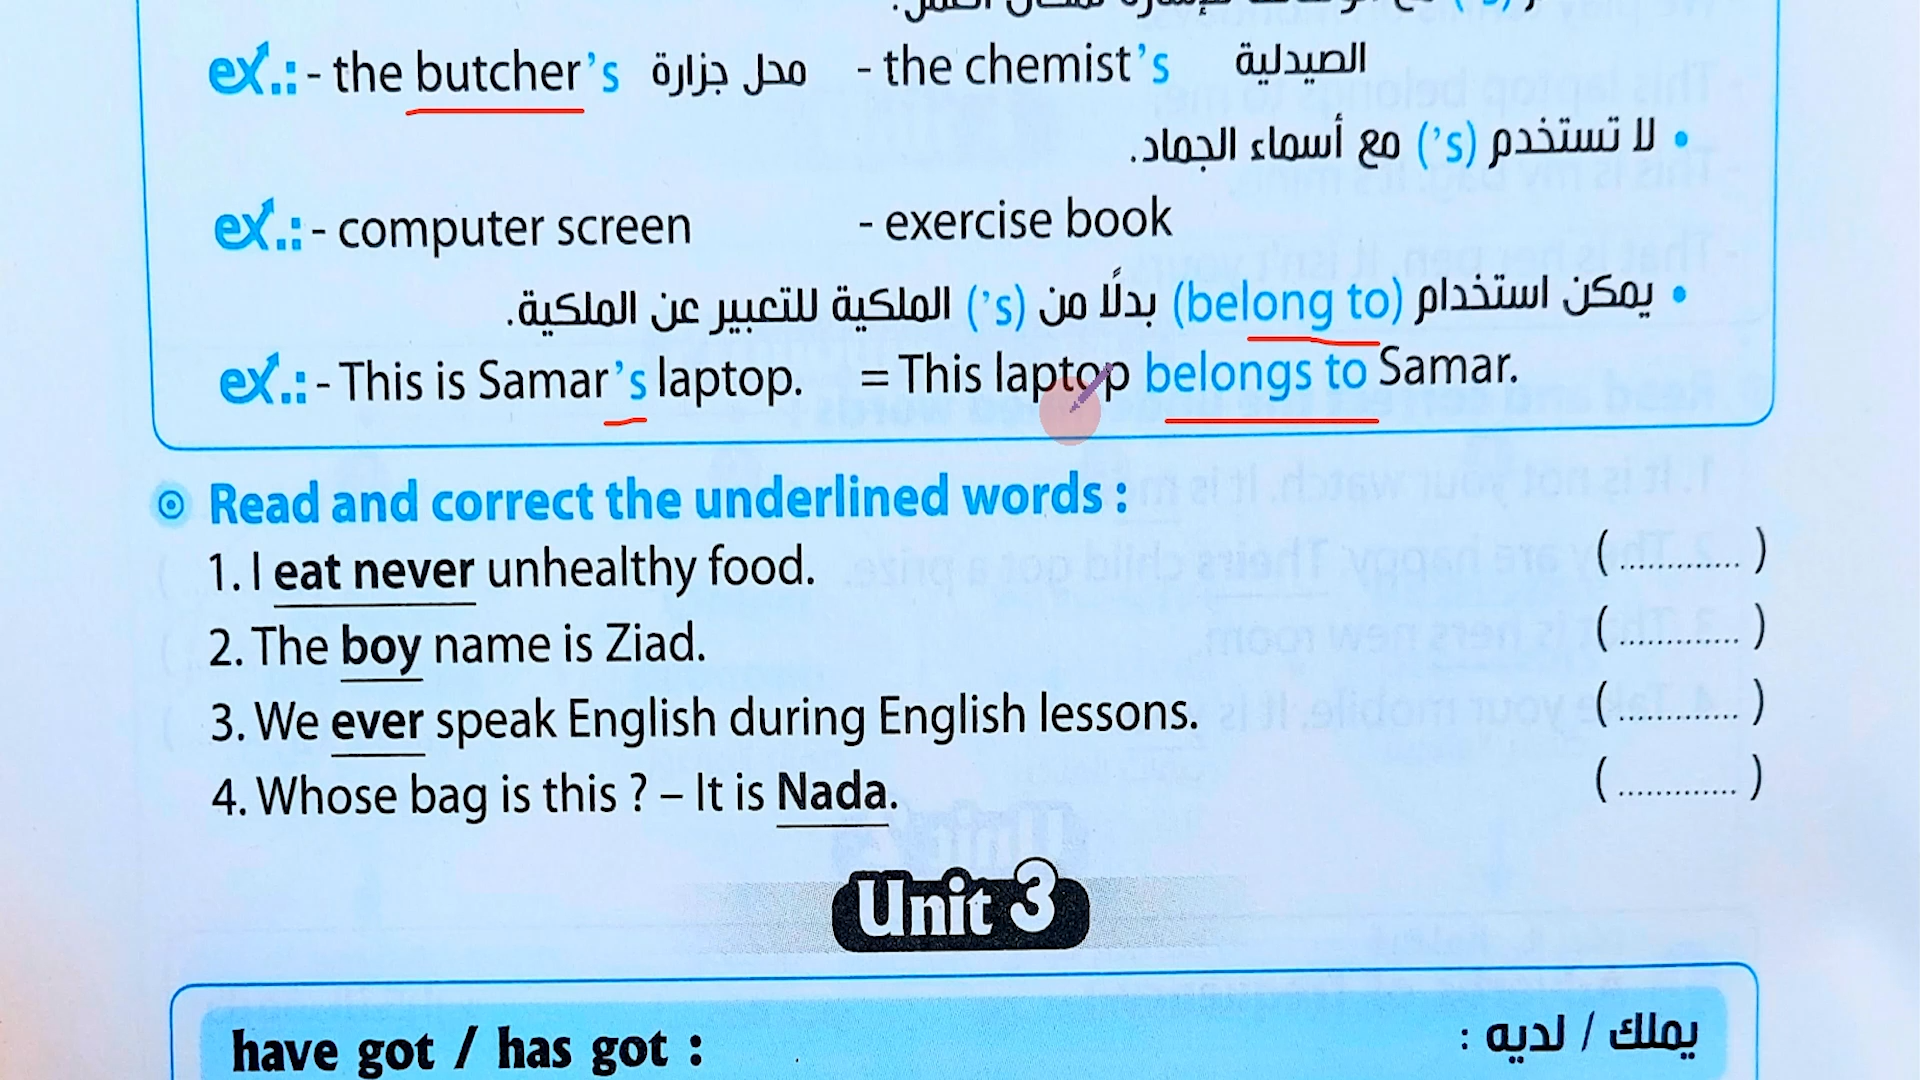 ex.: - the butcher's محل جزارة - the chemist's الصيدلية
• لا تستخدم ('s) مع أسماء الجماد.
ex.: - computer screen - exercise book
• يمكن استخدام (belong to) بدلًا من ('s) الملكية للتعبير عن الملكية.
ex.: - This is Samar's laptop. = This laptop belongs to Samar.
Read and correct the underlined words :
1. I eat never unhealthy food. (............)
2. The boy name is Ziad. (............)
3. We ever speak English during English lessons. (............)
4. Whose bag is this ? – It is Nada. (............)
Unit 3
have got / has got : يملك / لديه :